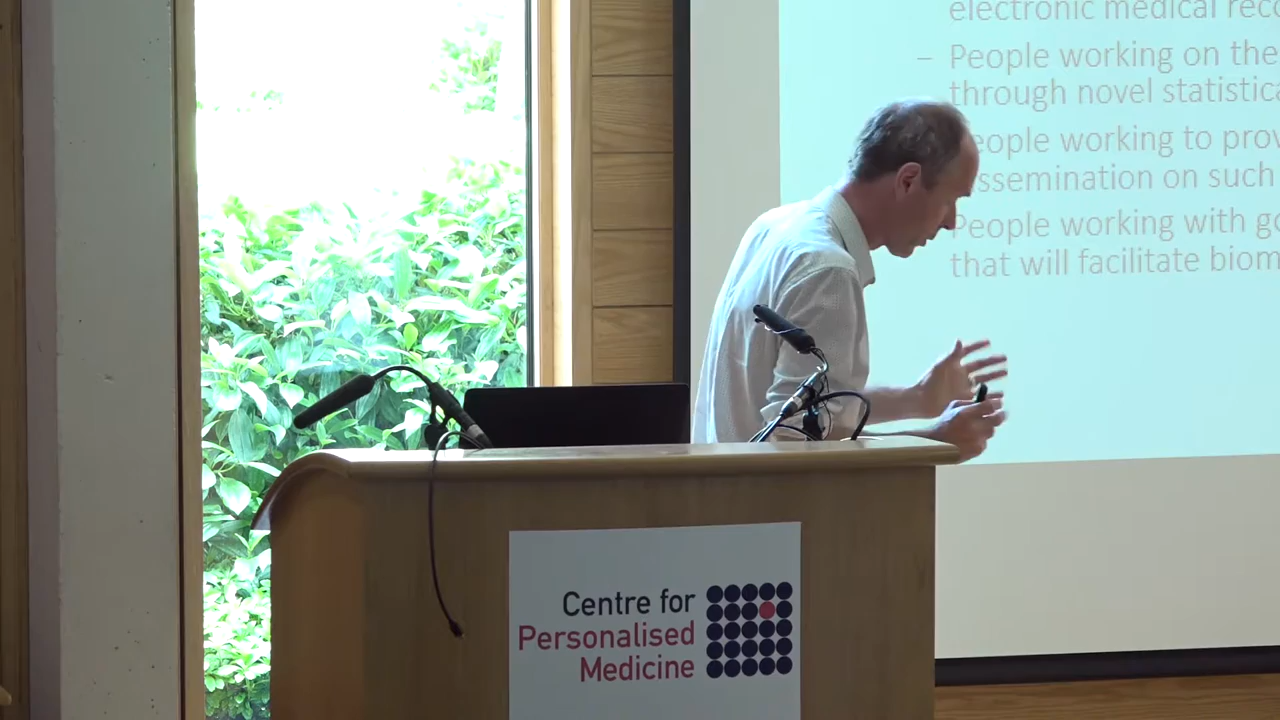 electronic medical reco
– People working on the
through novel statistica
eople working to prov
ssemination on such
People working with go
that will facilitate biom
Centre for
Personalised
Medicine